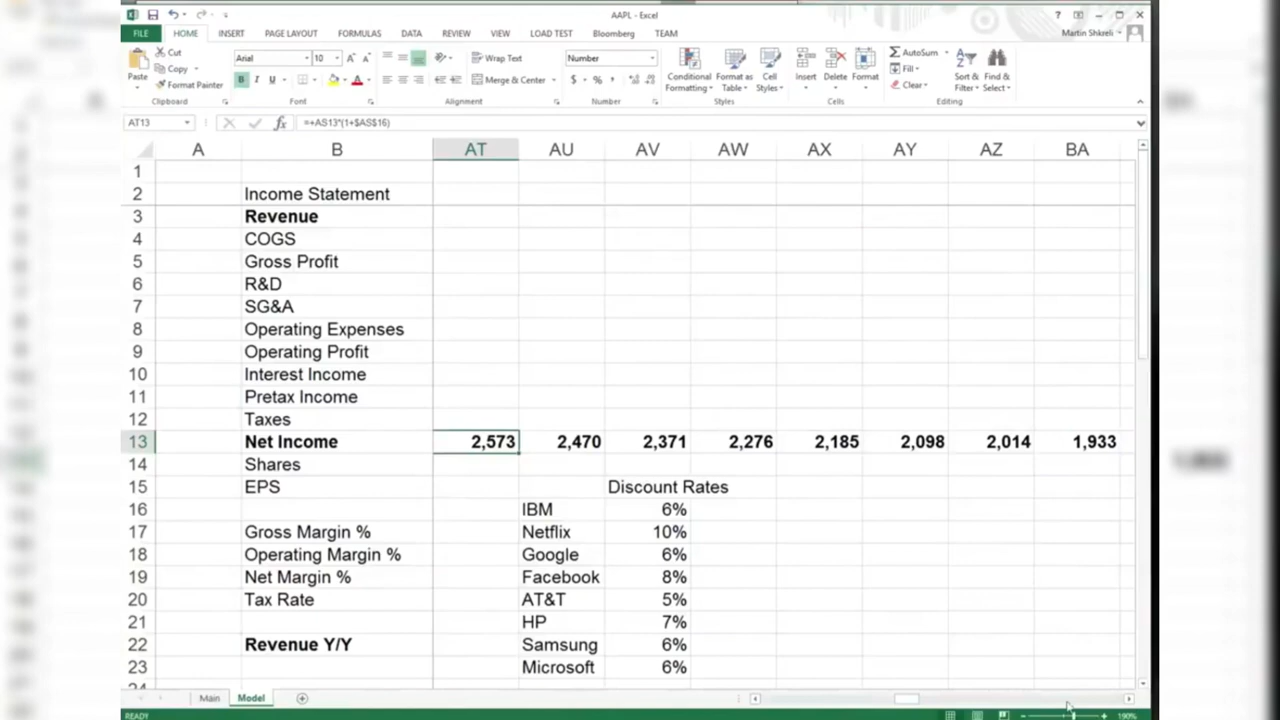 AAPL - Excel
FILE HOME INSERT PAGE LAYOUT FORMULAS DATA REVIEW VIEW LOAD TEST Bloomberg TEAM Martin Shkreli
Cut
Copy
Format Painter
Paste
Clipboard
Arial 10
B I U
Font
Wrap Text
Merge & Center
Alignment
Number
$ % ,
Number
Conditional Formatting
Format as Table
Cell Styles
Styles
Insert Delete Format
Cells
AutoSum
Fill
Clear
Sort & Filter
Find & Select
Editing
AT13 fx =+AS13*(1+$AS$16)
A B AT AU AV AW AX AY AZ BA
1
2 Income Statement
3 Revenue
4 COGS
5 Gross Profit
6 R&D
7 SG&A
8 Operating Expenses
9 Operating Profit
10 Interest Income
11 Pretax Income
12 Taxes
13 Net Income 2,573 2,470 2,371 2,276 2,185 2,098 2,014 1,933
14 Shares
15 EPS Discount Rates
16 IBM 6%
17 Gross Margin % Netflix 10%
18 Operating Margin % Google 6%
19 Net Margin % Facebook 8%
20 Tax Rate AT&T 5%
21 HP 7%
22 Revenue Y/Y Samsung 6%
23 Microsoft 6%
Main Model
READY 190%